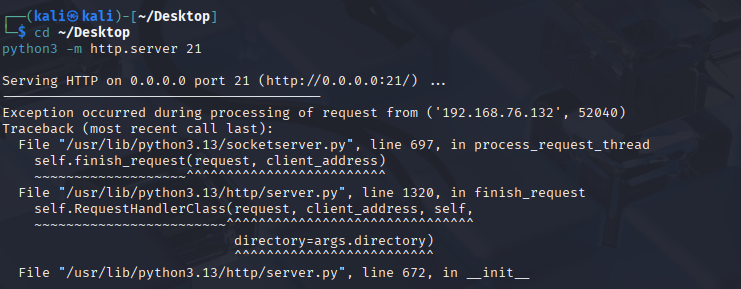 ┌──(kali㉿kali)-[~/Desktop]
└─$ cd ~/Desktop
python3 -m http.server 21
Serving HTTP on 0.0.0.0 port 21 (http://0.0.0.0:21/) ...
----------------------------------------
Exception occurred during processing of request from ('192.168.76.132', 52040)
Traceback (most recent call last):
  File "/usr/lib/python3.13/socketserver.py", line 697, in process_request_thread
    self.finish_request(request, client_address)
    ~~~~~~~~~~~~~~~~~~~^^^^^^^^^^^^^^^^^^^^^^^^^
  File "/usr/lib/python3.13/http/server.py", line 1320, in finish_request
    self.RequestHandlerClass(request, client_address, self,
    ~~~~~~~~~~~~~~~~~~~~~~~~^^^^^^^^^^^^^^^^^^^^^^^^^^^^^^^
                             directory=args.directory)
                             ^^^^^^^^^^^^^^^^^^^^^^^^^
  File "/usr/lib/python3.13/http/server.py", line 672, in __init__